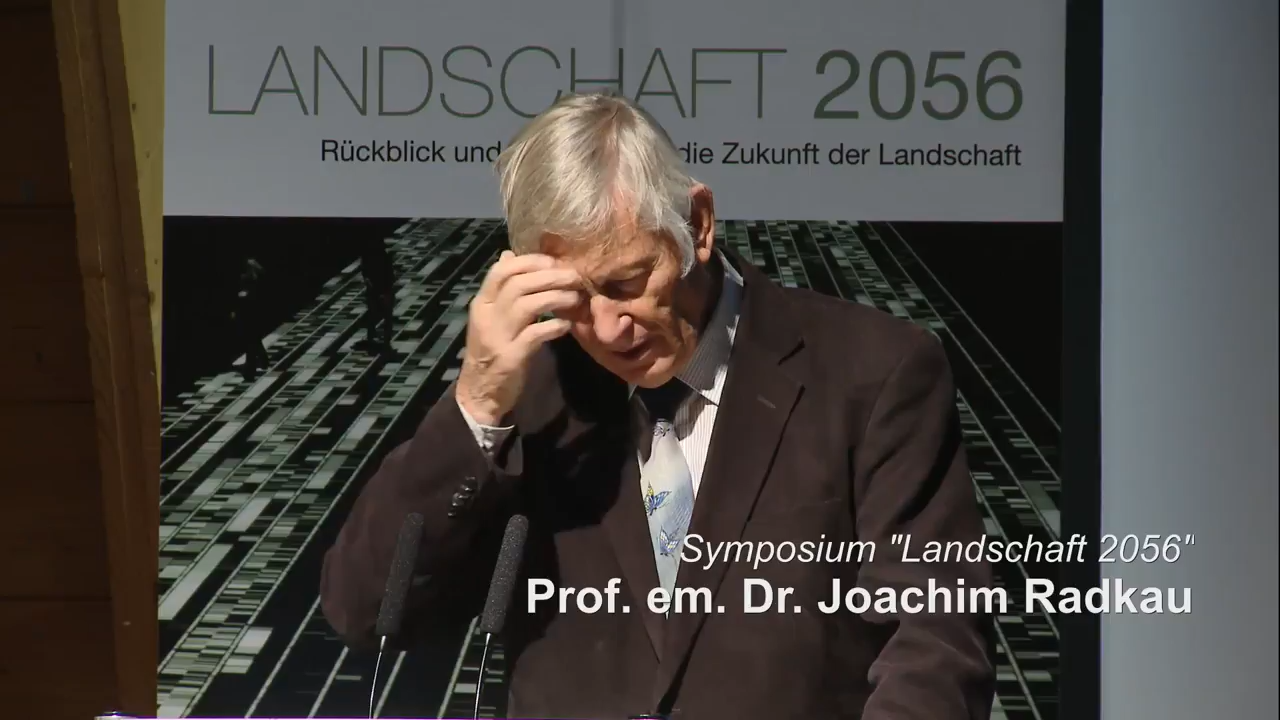 LANDSCHAFT 2056
Rückblick und die Zukunft der Landschaft
Symposium "Landschaft 2056"
Prof. em. Dr. Joachim Radkau